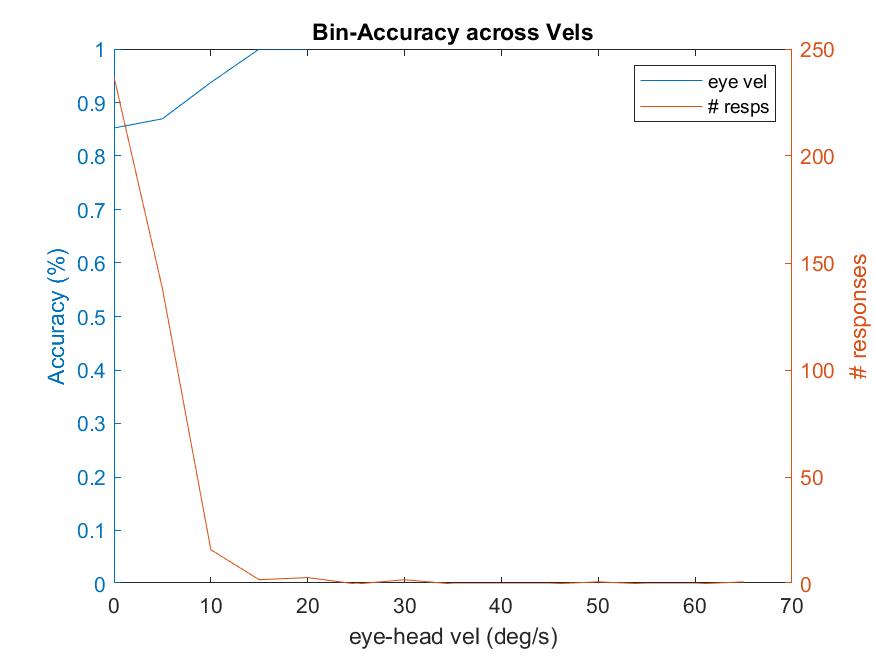 Bin-Accuracy across Vels
eye vel
# resps
Accuracy (%)
1
0.9
0.8
0.7
0.6
0.5
0.4
0.3
0.2
0.1
0
250
200
150
100
50
0
# responses
0 10 20 30 40 50 60 70
eye-head vel (deg/s)